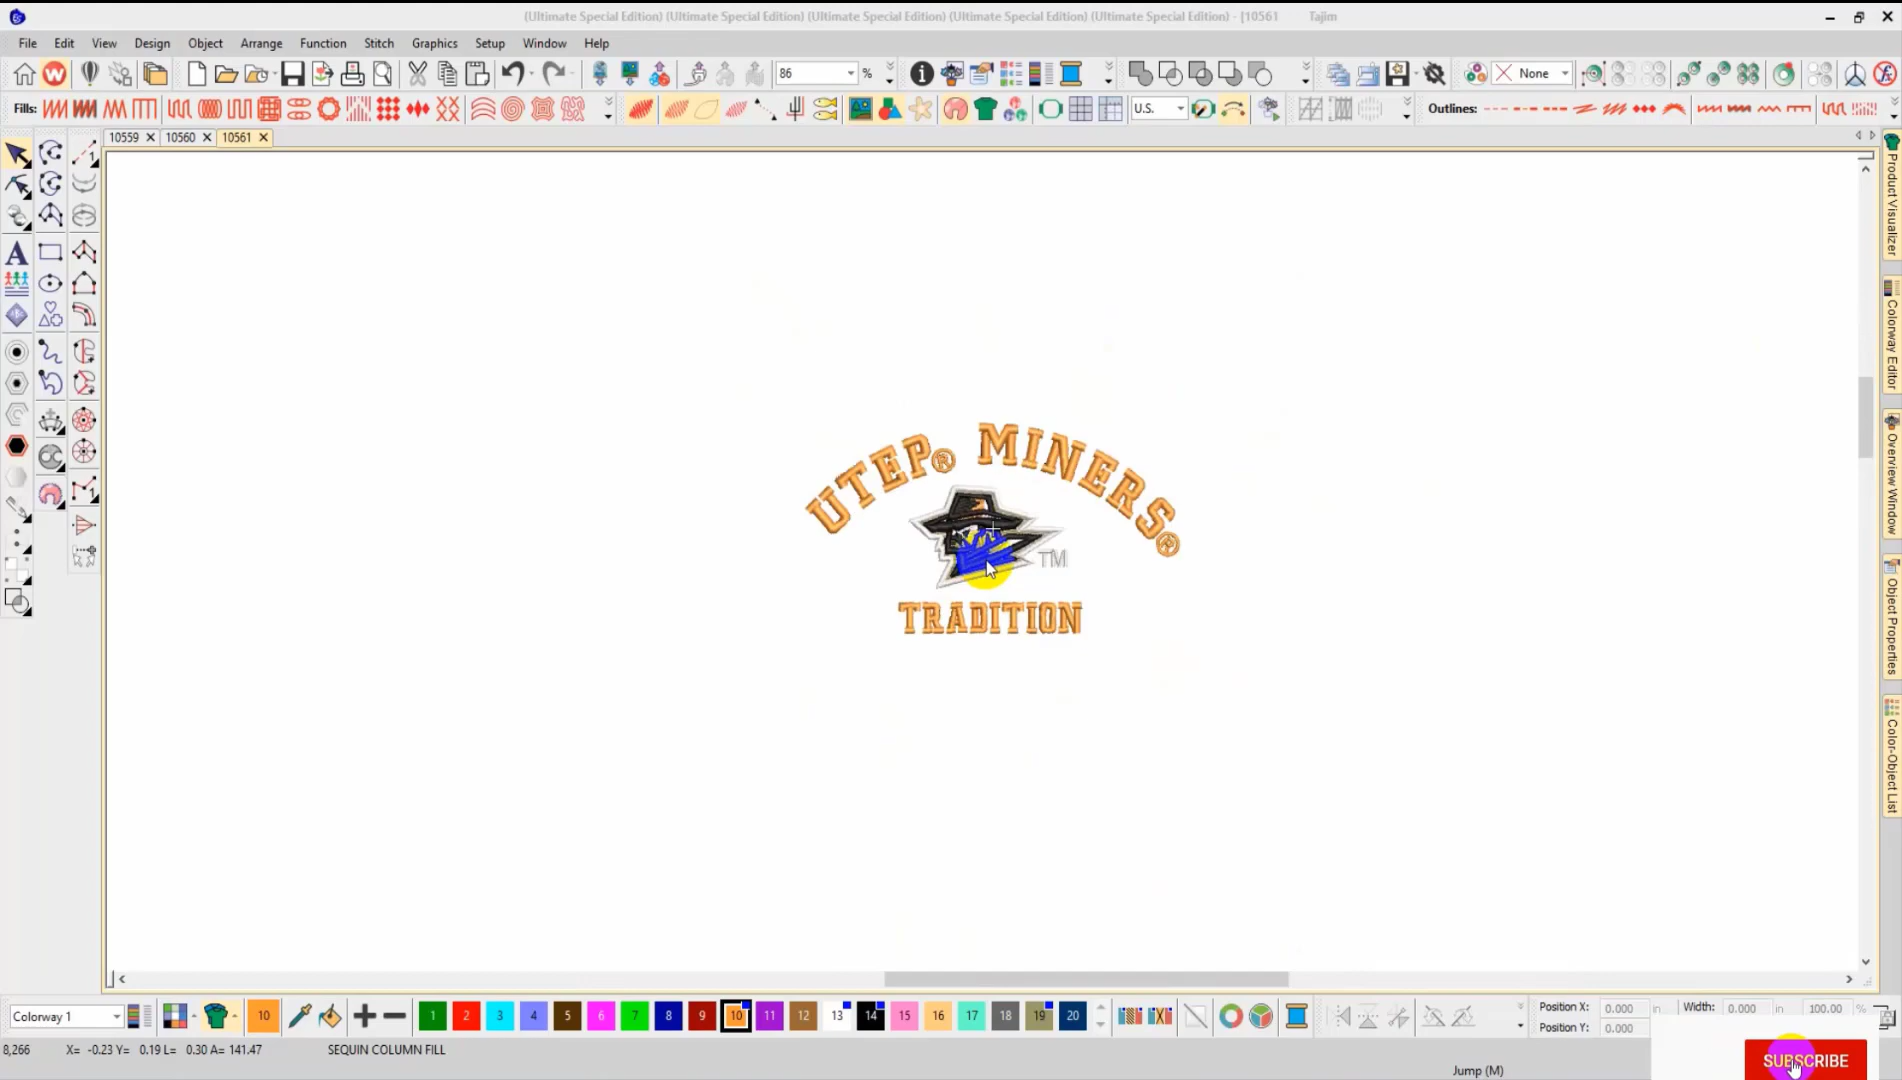 (Ultimate Special Edition) (Ultimate Special Edition) (Ultimate Special Edition) (Ultimate Special Edition) (Ultimate Special Edition) - [10561 Tajim
File Edit View Design Object Arrange Function Stitch Graphics Setup Window Help
86 %
None
Fills:
U.S.
Outlines:
10559 10560 10561
Product Visualizer
Colorway Editor
Overview Window
Object Properties
Color-Object List
UTEP® MINERS®
TM
TRADITION
Colorway 1
10
1 2 3 4 5 6 7 8 9 10 11 12 13 14 15 16 17 18 19 20
Position X: 0.000 in Width: 0.000 in 100.00 %
Position Y: 0.000
8,266 X= -0.23 Y= 0.19 L= 0.30 A= 141.47 SEQUIN COLUMN FILL
Jump (M)
SUBSCRIBE